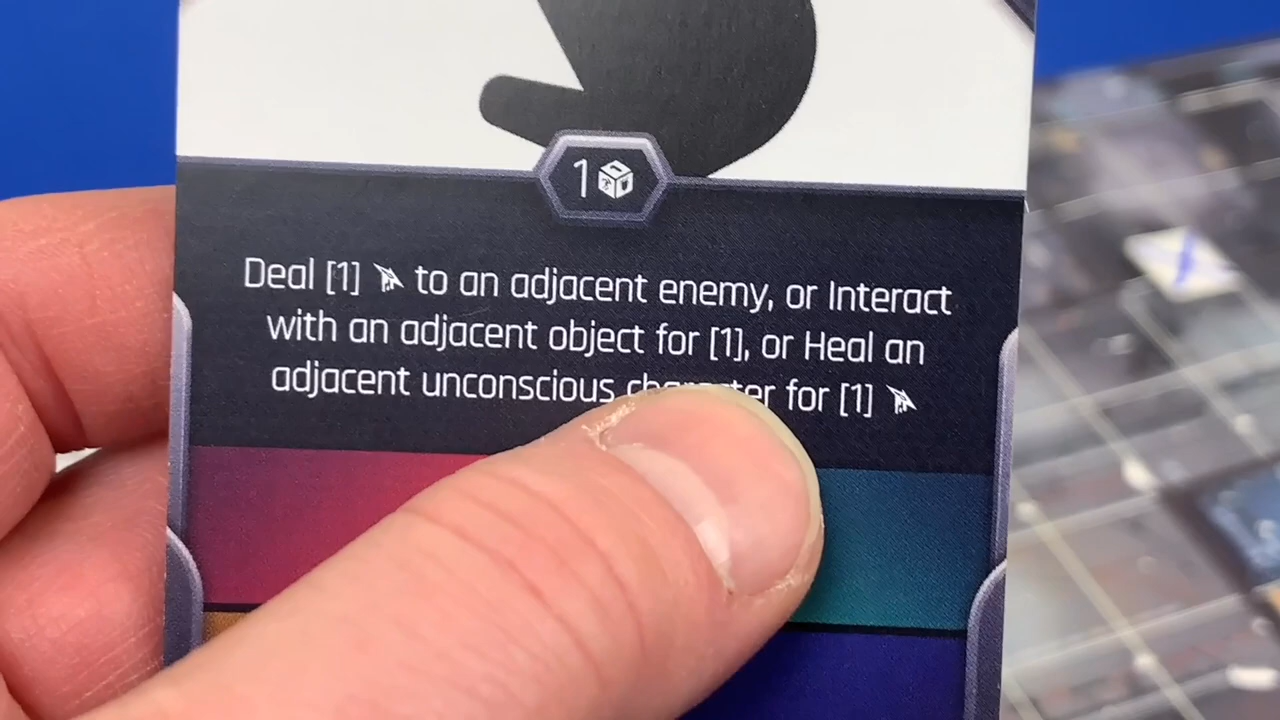 1
Deal [1] to an adjacent enemy, or Interact
with an adjacent object for [1], or Heal an
adjacent unconscious character for [1]